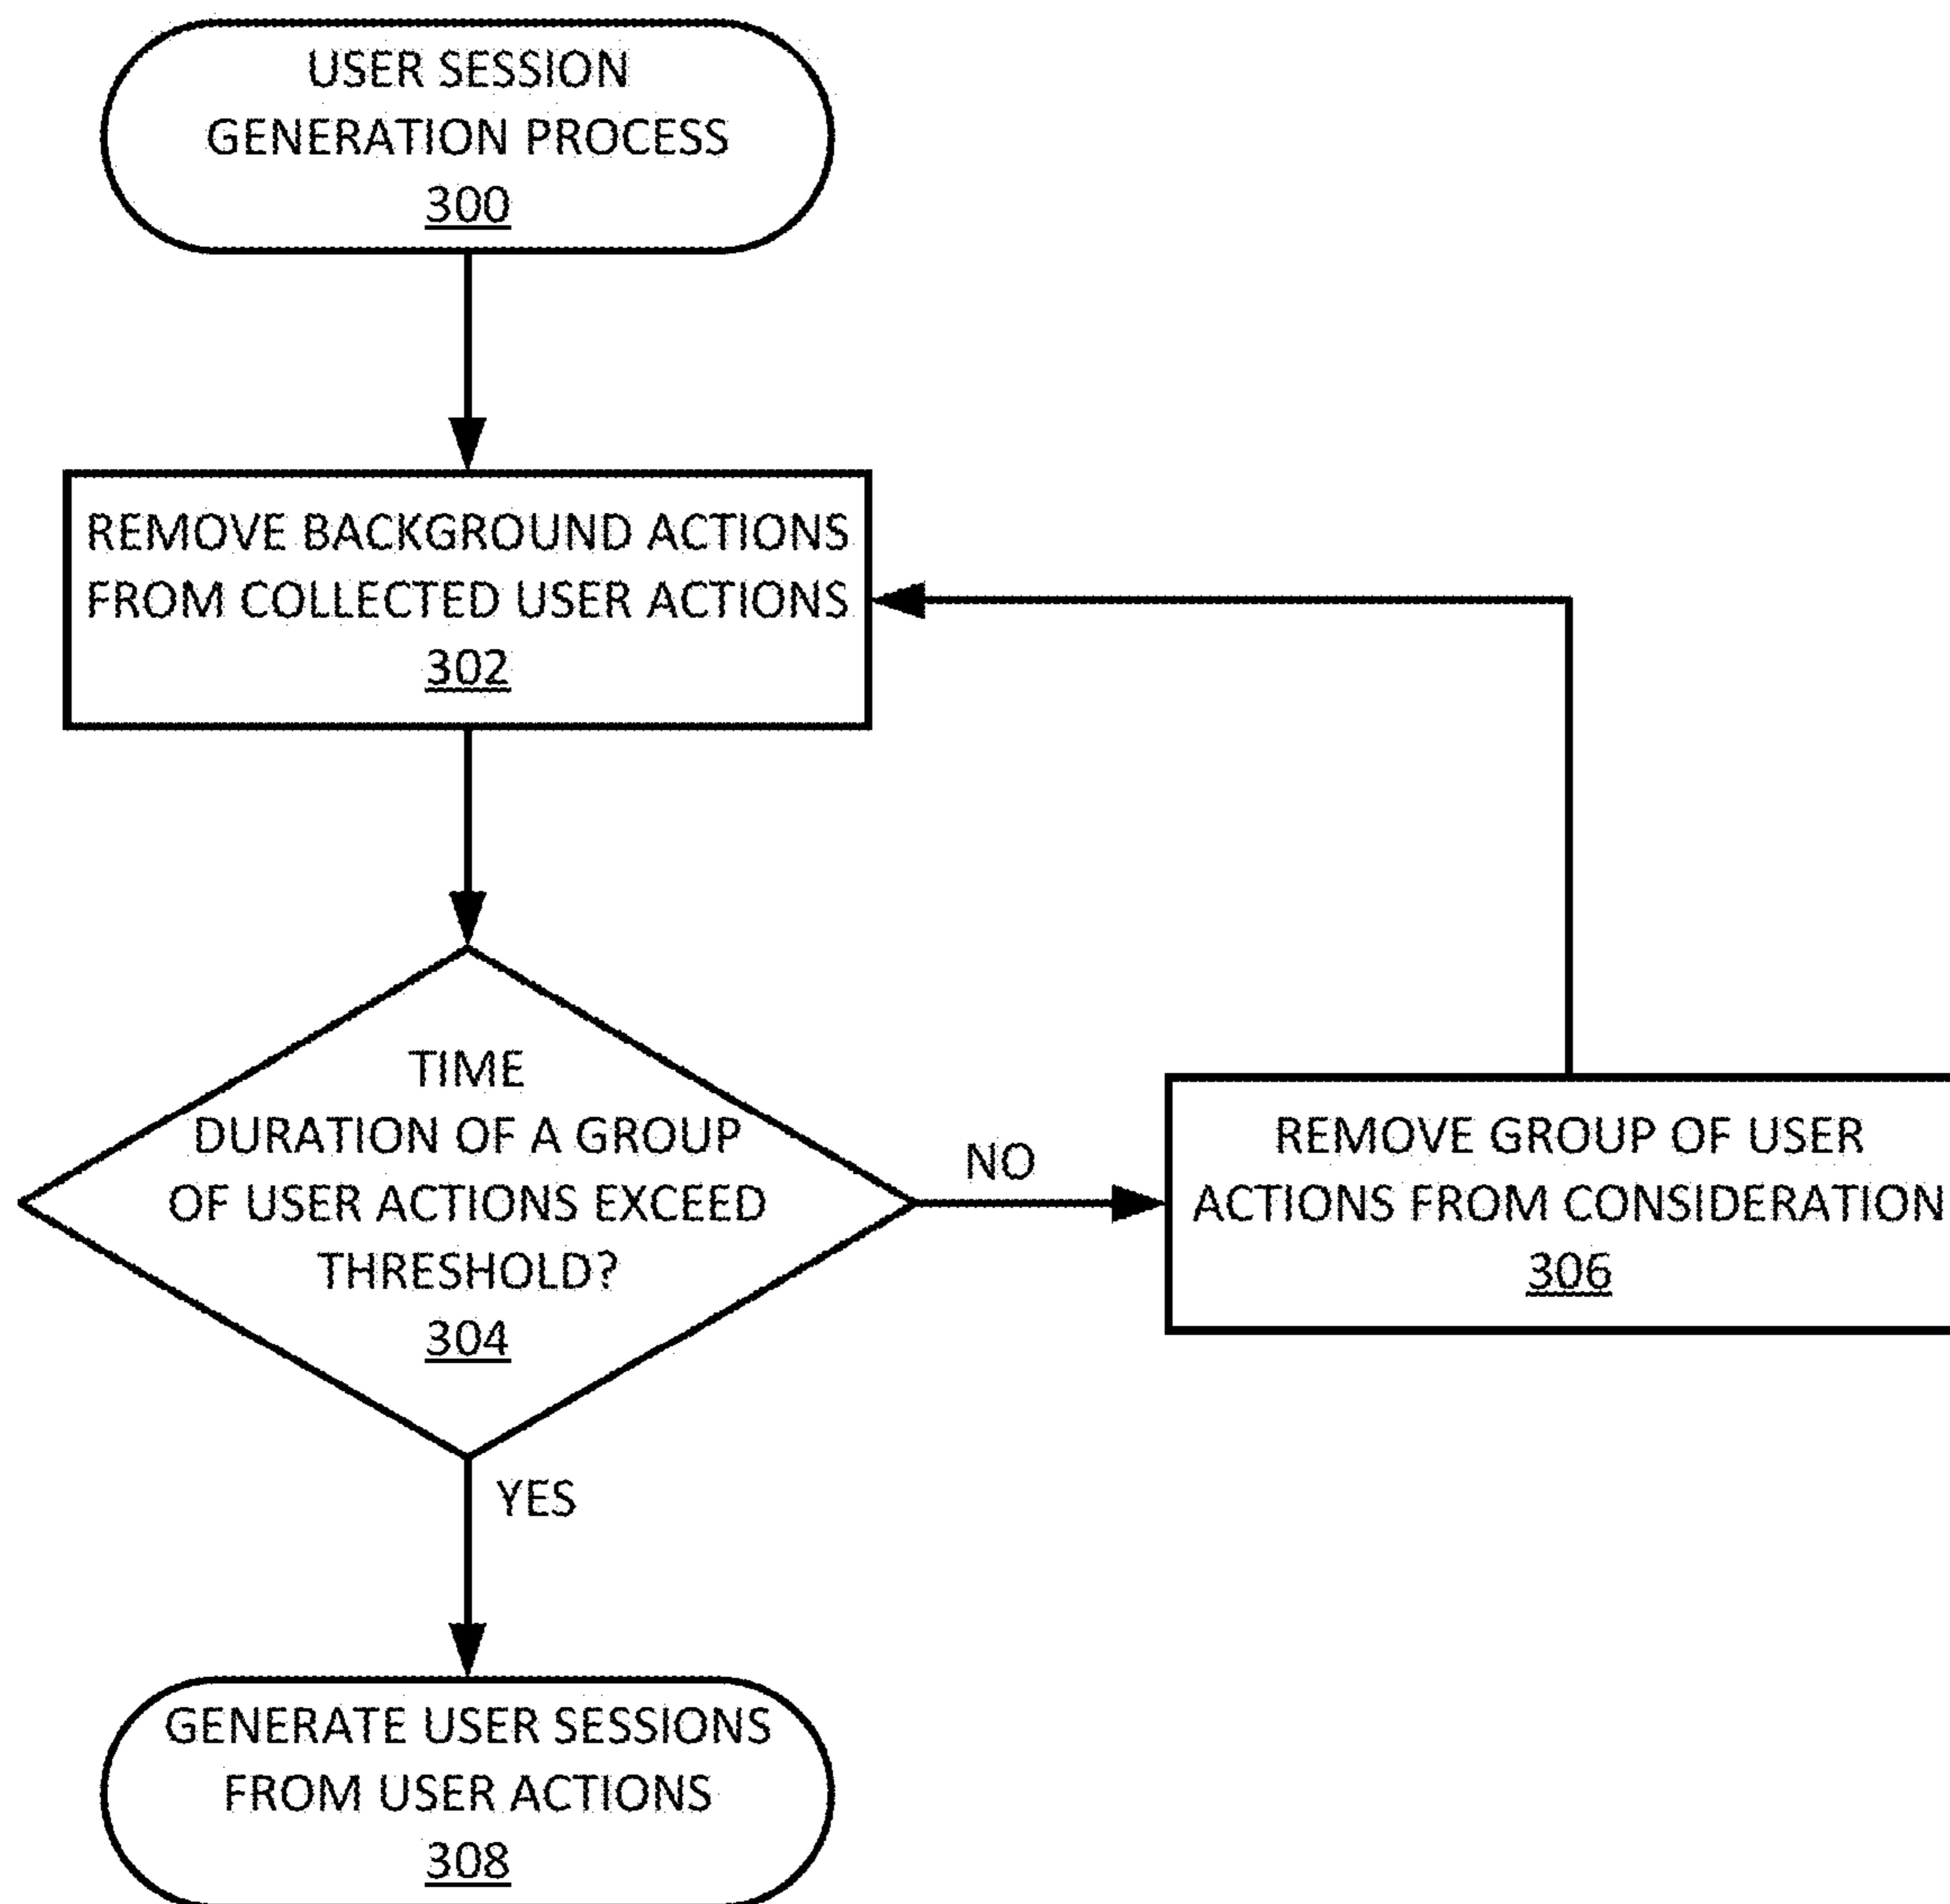 USER SESSION
GENERATION PROCESS
300
REMOVE BACKGROUND ACTIONS
FROM COLLECTED USER ACTIONS
302
TIME
DURATION OF A GROUP
OF USER ACTIONS EXCEED
THRESHOLD?
304
NO
REMOVE GROUP OF USER
ACTIONS FROM CONSIDERATION
306
YES
GENERATE USER SESSIONS
FROM USER ACTIONS
308